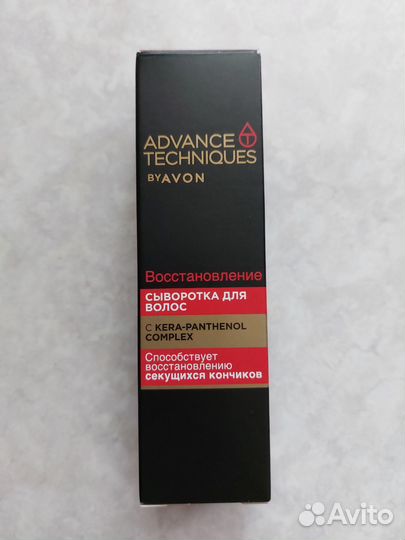 ADVANCE
TECHNIQUES
BY AVON
Восстановление
СЫВОРОТКА ДЛЯ
ВОЛОС
С KERA-PANTHENOL
COMPLEX
Способствует
восстановлению
секущихся кончиков
Avito